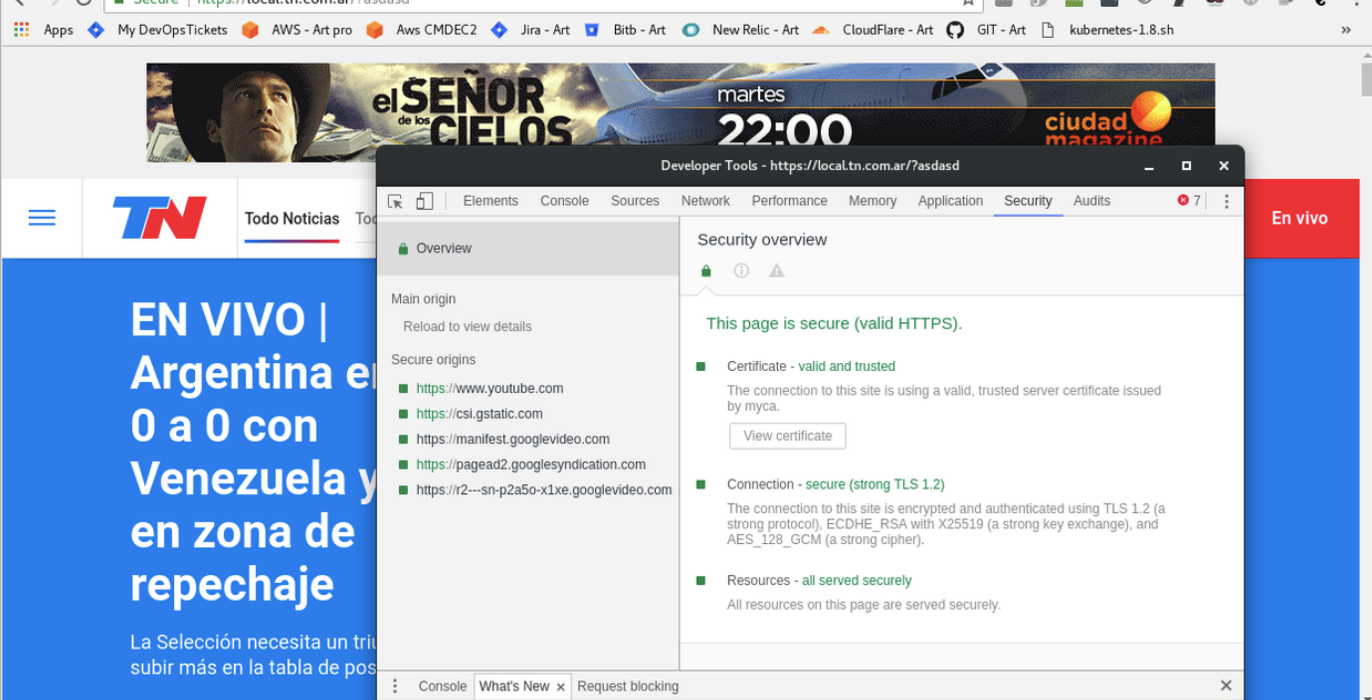 Secure | https://local.tn.com.ar/?asdasd
Apps My DevOpsTickets AWS - Art pro Aws CMDEC2 Jira - Art Bitb - Art New Relic - Art CloudFlare - Art GIT - Art kubernetes-1.8.sh »
el SEÑOR
de los
CIELOS
martes
22:00
ciudad
magazine
Developer Tools - https://local.tn.com.ar/?asdasd
Elements Console Sources Network Performance Memory Application Security Audits 7
TN
Todo Noticias
En vivo
Overview
Main origin
Reload to view details
Secure origins
https://www.youtube.com
https://csi.gstatic.com
https://manifest.googlevideo.com
https://pagead2.googlesyndication.com
https://r2---sn-p2a5o-x1xe.googlevideo.com
Security overview
This page is secure (valid HTTPS).
Certificate - valid and trusted
The connection to this site is using a valid, trusted server certificate issued
by myca.
View certificate
Connection - secure (strong TLS 1.2)
The connection to this site is encrypted and authenticated using TLS 1.2 (a
strong protocol), ECDHE_RSA with X25519 (a strong key exchange), and
AES_128_GCM (a strong cipher).
Resources - all served securely
All resources on this page are served securely.
EN VIVO |
Argentina
0 a 0 con
Venezuela y
en zona de
repechaje
La Selección necesita un
subir más en la tabla de
Console What's New Request blocking